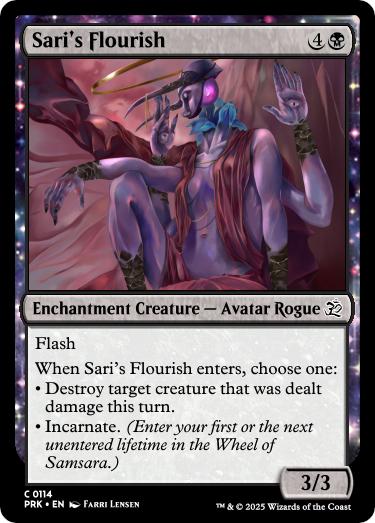 Sari's Flourish 4
Enchantment Creature — Avatar Rogue
Flash
When Sari's Flourish enters, choose one:
• Destroy target creature that was dealt
damage this turn.
• Incarnate. (Enter your first or the next
unentered lifetime in the Wheel of
Samsara.)
3/3
C 0114
PRK • EN Farri Lensen
™ & © 2025 Wizards of the Coast